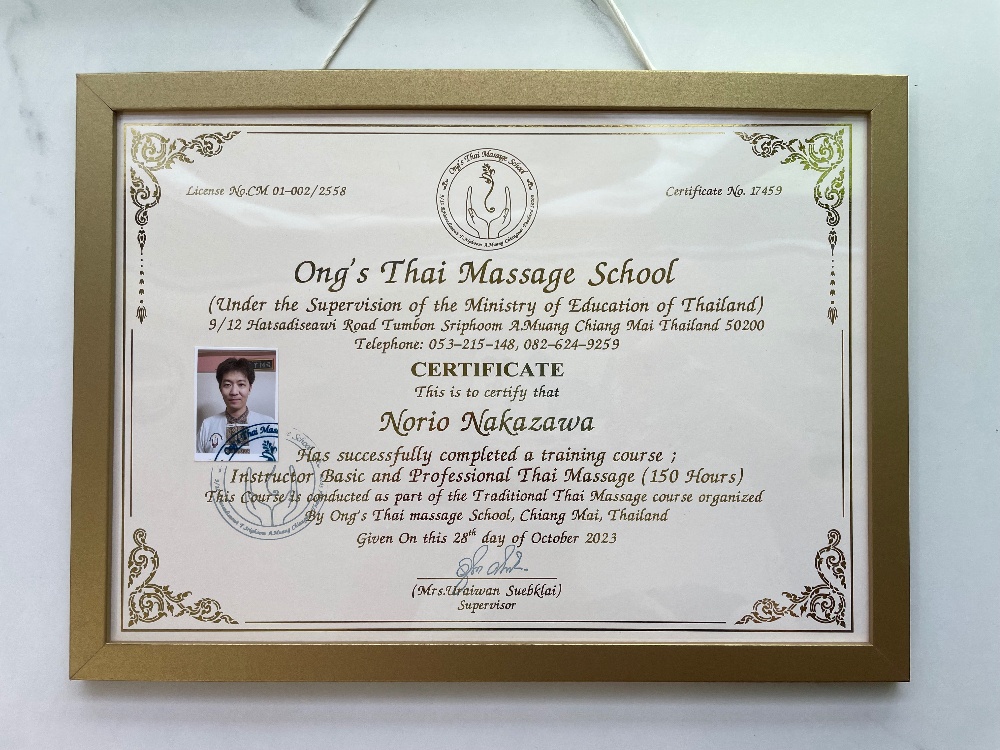 License No.CM 01-002/2558
Certificate No. 17459
Ong's Thai Massage School
Ong's Thai Massage School
(Under the Supervision of the Ministry of Education of Thailand)
9/12 Hatsadiseawi Road Tumbon Sriphoom A.Muang Chiang Mai Thailand 50200
Telephone: 053-215-148, 082-624-9259
CERTIFICATE
This is to certify that
Norio Nakazawa
Has successfully completed a training course ;
Instructor Basic and Professional Thai Massage (150 Hours)
This Course is conducted as part of the Traditional Thai Massage course organized
By Ong's Thai massage School, Chiang Mai, Thailand
Given On this 28th day of October 2023
(Mrs.Uraiwan Suebklai)
Supervisor